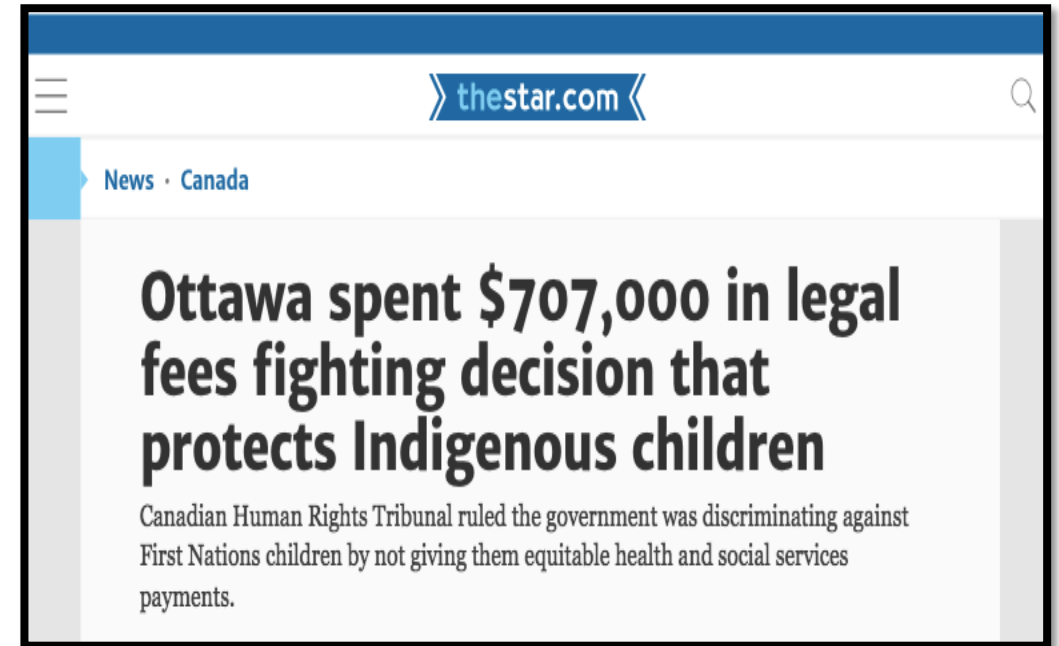 thestar.com
News · Canada
Ottawa spent $707,000 in legal
fees fighting decision that
protects Indigenous children
Canadian Human Rights Tribunal ruled the government was discriminating against
First Nations children by not giving them equitable health and social services
payments.